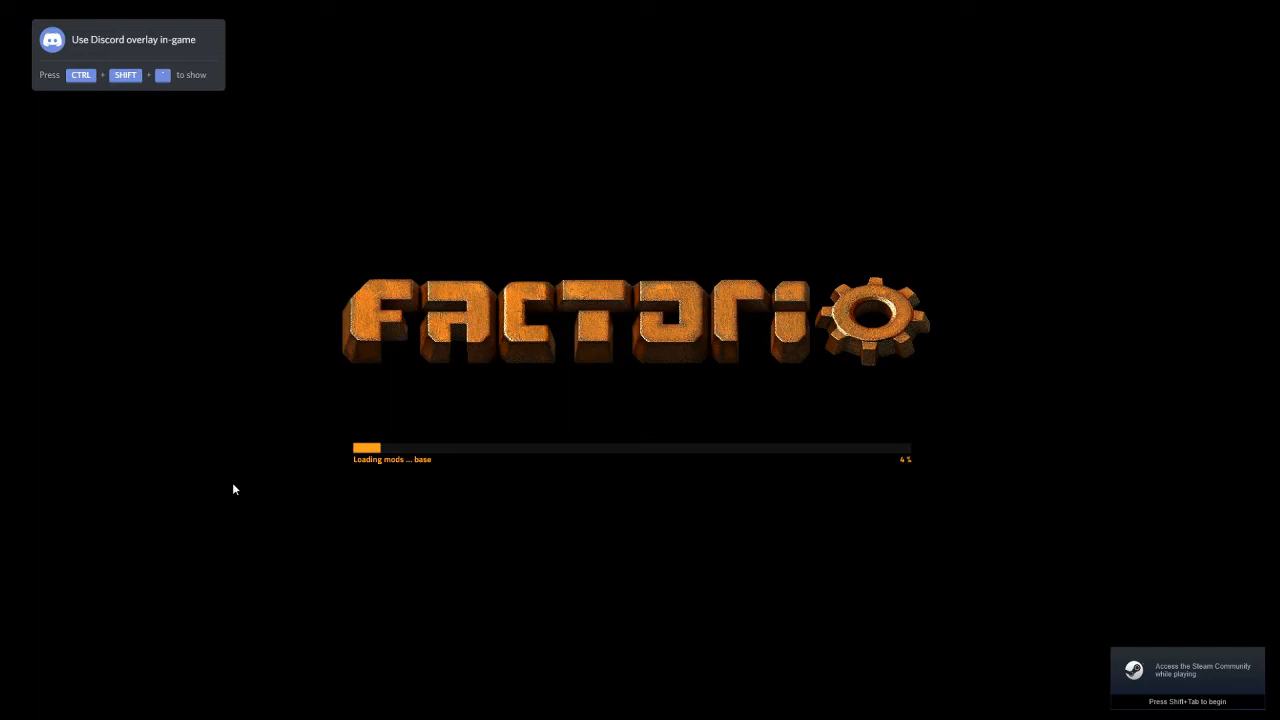 Use Discord overlay in-game
Press CTRL + SHIFT + ` to show
FACTORIO
Loading mods ... base
4 %
Access the Steam Community
while playing
Press Shift+Tab to begin